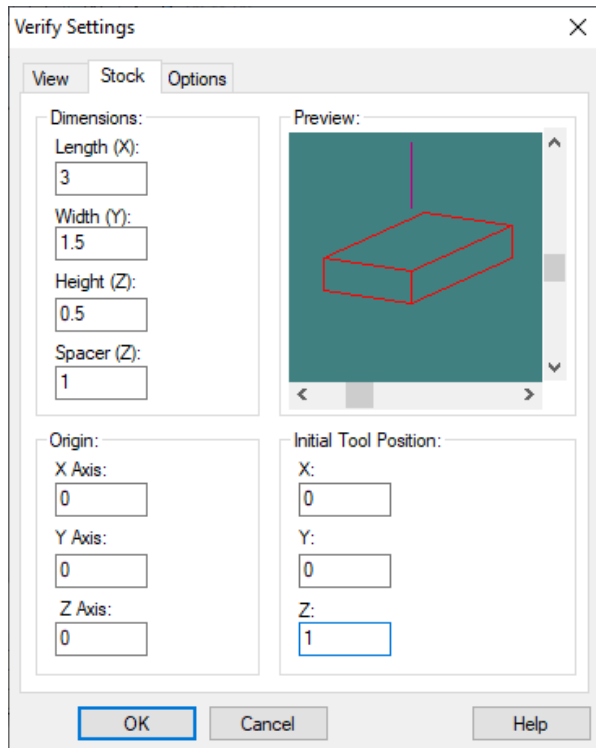 Verify Settings
View
Stock
Options
Dimensions:
Length (X):
3
Width (Y):
1.5
Height (Z):
0.5
Spacer (Z):
1
Preview:
Origin:
X Axis:
0
Y Axis:
0
Z Axis:
0
Initial Tool Position:
X:
0
Y:
0
Z:
1
OK
Cancel
Help